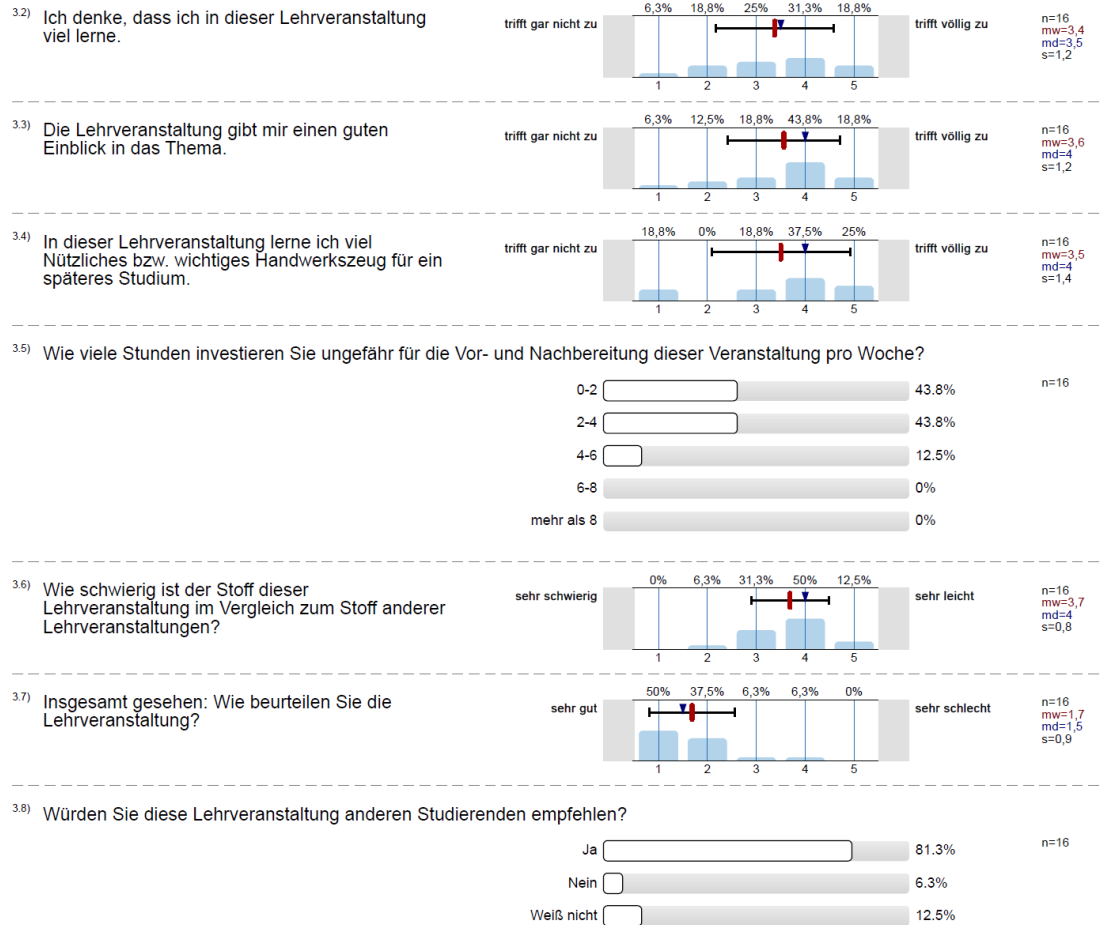 3.2) Ich denke, dass ich in dieser Lehrveranstaltung
viel lerne.
trifft gar nicht zu
6,3% 18,8% 25% 31,3% 18,8%
1 2 3 4 5
trifft völlig zu
n=16
mw=3,4
md=3,5
s=1,2
3.3) Die Lehrveranstaltung gibt mir einen guten
Einblick in das Thema.
trifft gar nicht zu
6,3% 12,5% 18,8% 43,8% 18,8%
1 2 3 4 5
trifft völlig zu
n=16
mw=3,6
md=4
s=1,2
3.4) In dieser Lehrveranstaltung lerne ich viel
Nützliches bzw. wichtiges Handwerkszeug für ein
späteres Studium.
trifft gar nicht zu
18,8% 0% 18,8% 37,5% 25%
1 2 3 4 5
trifft völlig zu
n=16
mw=3,5
md=4
s=1,4
3.5) Wie viele Stunden investieren Sie ungefähr für die Vor- und Nachbereitung dieser Veranstaltung pro Woche?
0-2 43.8%
n=16
2-4 43.8%
4-6 12.5%
6-8 0%
mehr als 8 0%
3.6) Wie schwierig ist der Stoff dieser
Lehrveranstaltung im Vergleich zum Stoff anderer
Lehrveranstaltungen?
sehr schwierig
0% 6,3% 31,3% 50% 12,5%
1 2 3 4 5
sehr leicht
n=16
mw=3,7
md=4
s=0,8
3.7) Insgesamt gesehen: Wie beurteilen Sie die
Lehrveranstaltung?
sehr gut
50% 37,5% 6,3% 6,3% 0%
1 2 3 4 5
sehr schlecht
n=16
mw=1,7
md=1,5
s=0,9
3.8) Würden Sie diese Lehrveranstaltung anderen Studierenden empfehlen?
Ja 81.3%
n=16
Nein 6.3%
Weiß nicht 12.5%